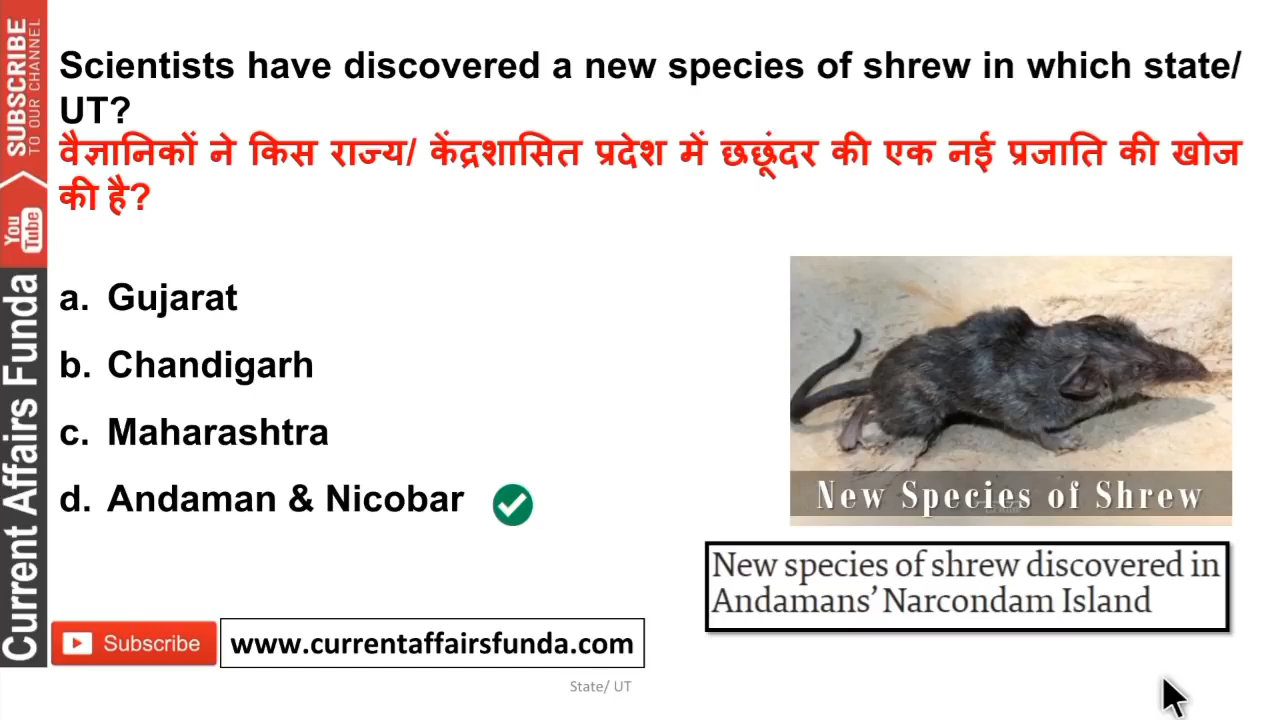 Scientists have discovered a new species of shrew in which state/
UT?
वैज्ञानिकों ने किस राज्य/ केंद्रशासित प्रदेश में छछूंदर की एक नई प्रजाति की खोज
की है?
a. Gujarat
b. Chandigarh
c. Maharashtra
d. Andaman & Nicobar
New Species of Shrew
New species of shrew discovered in
Andamans’ Narcondam Island
Subscribe
www.currentaffairsfunda.com
State/ UT
SUBSCRIBE
TO OUR CHANNEL
You
Tube
Current Affairs Funda